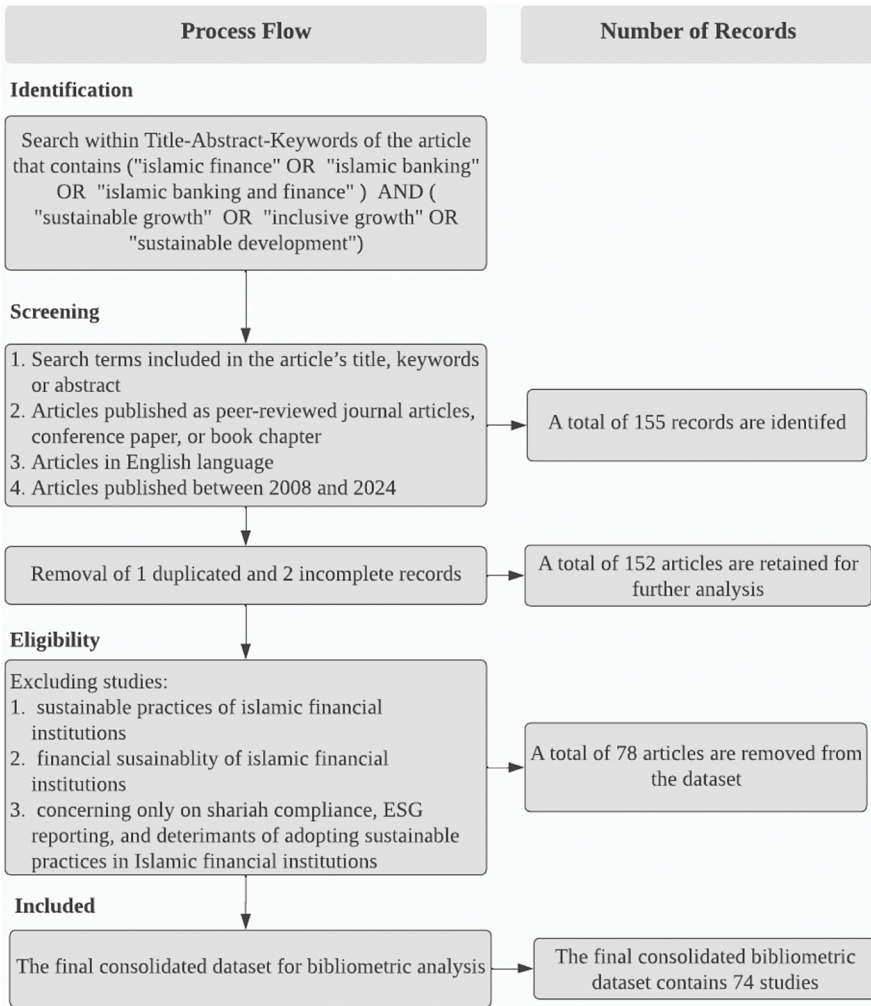 Process Flow
Number of Records
Identification
Search within Title-Abstract-Keywords of the article
that contains ("islamic finance" OR "islamic banking"
OR "islamic banking and finance" ) AND (
"sustainable growth" OR "inclusive growth" OR
"sustainable development")
Screening
1. Search terms included in the article’s title, keywords
or abstract
2. Articles published as peer-reviewed journal articles,
conference paper, or book chapter
3. Articles in English language
4. Articles published between 2008 and 2024
A total of 155 records are identifed
Removal of 1 duplicated and 2 incomplete records
A total of 152 articles are retained for
further analysis
Eligibility
Excluding studies:
1. sustainable practices of islamic financial
institutions
2. financial susainablity of islamic financial
institutions
3. concerning only on shariah compliance, ESG
reporting, and deterimants of adopting sustainable
practices in Islamic financial institutions
A total of 78 articles are removed from
the dataset
Included
The final consolidated dataset for bibliometric analysis
The final consolidated bibliometric
dataset contains 74 studies